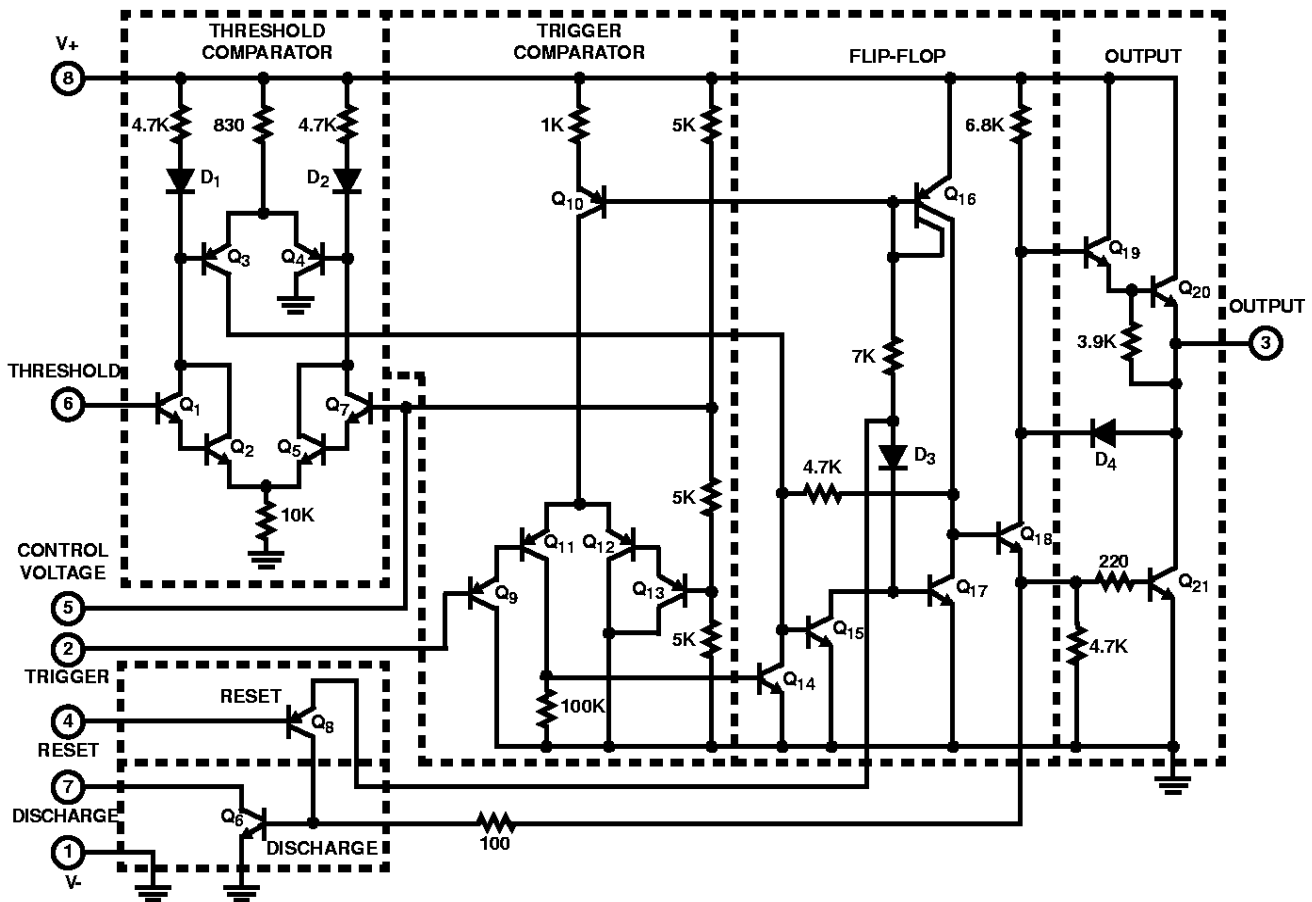 THRESHOLD
COMPARATOR
TRIGGER
COMPARATOR
FLIP-FLOP
OUTPUT
V+
8
4.7K
830
4.7K
1K
5K
6.8K
D1
D2
Q10
Q16
Q3
Q4
Q19
Q20
OUTPUT
3
3.9K
7K
THRESHOLD
6
Q1
Q7
Q2
Q5
D3
D4
4.7K
5K
10K
Q11
Q12
Q18
CONTROL
VOLTAGE
5
Q9
Q13
Q17
220
Q21
2
TRIGGER
Q15
5K
4.7K
RESET
Q14
4
RESET
Q8
100K
7
DISCHARGE
Q6
DISCHARGE
100
1
V-